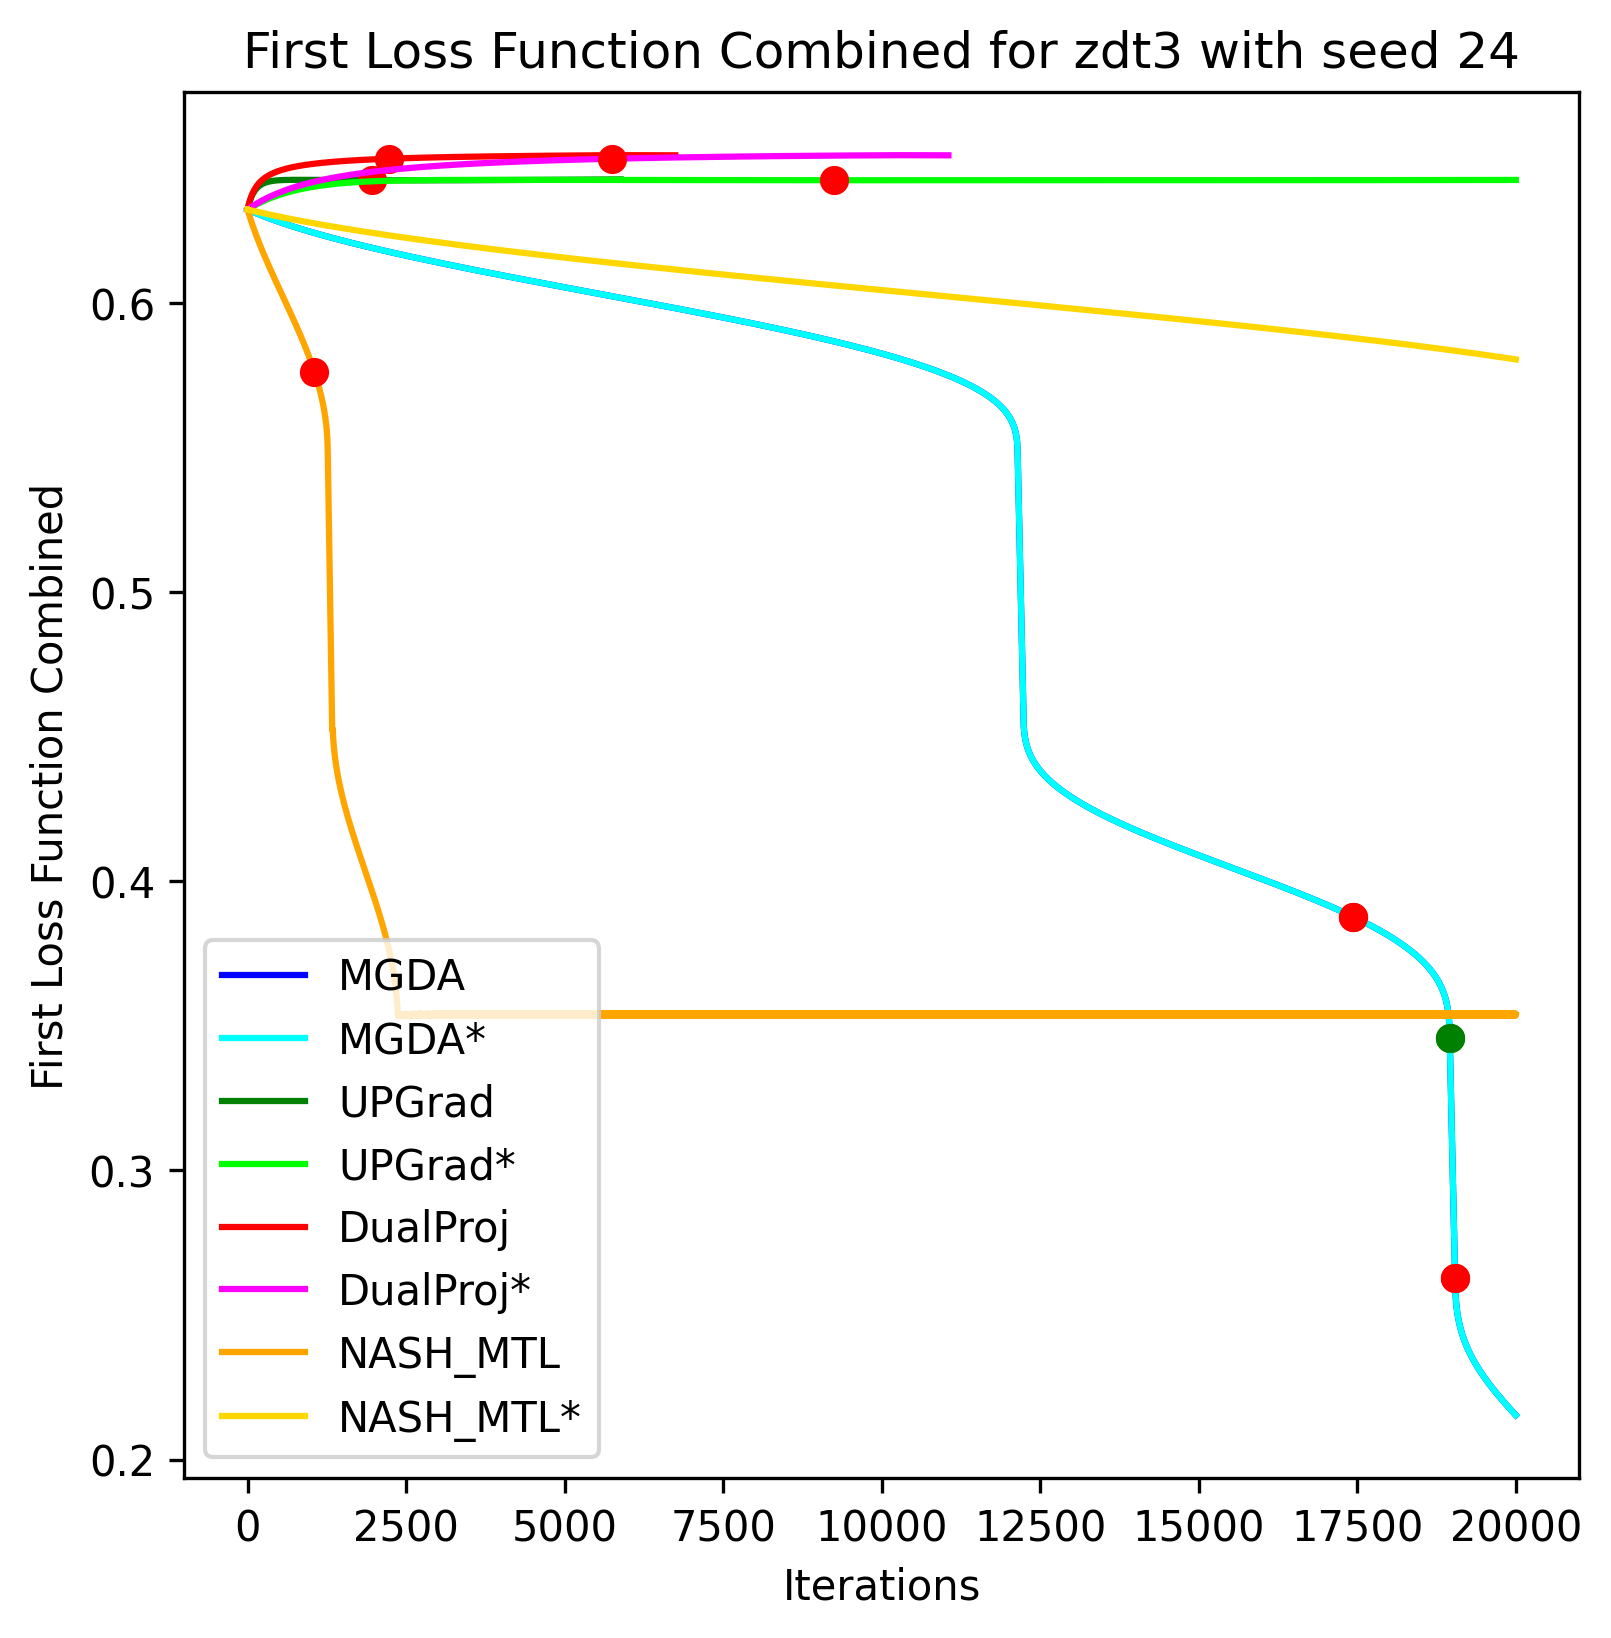 First Loss Function Combined for zdt3 with seed 24
First Loss Function Combined
0.6
0.5
0.4
0.3
0.2
MGDA
MGDA*
UPGrad
UPGrad*
DualProj
DualProj*
NASH_MTL
NASH_MTL*
0 2500 5000 7500 10000 12500 15000 17500 20000
Iterations